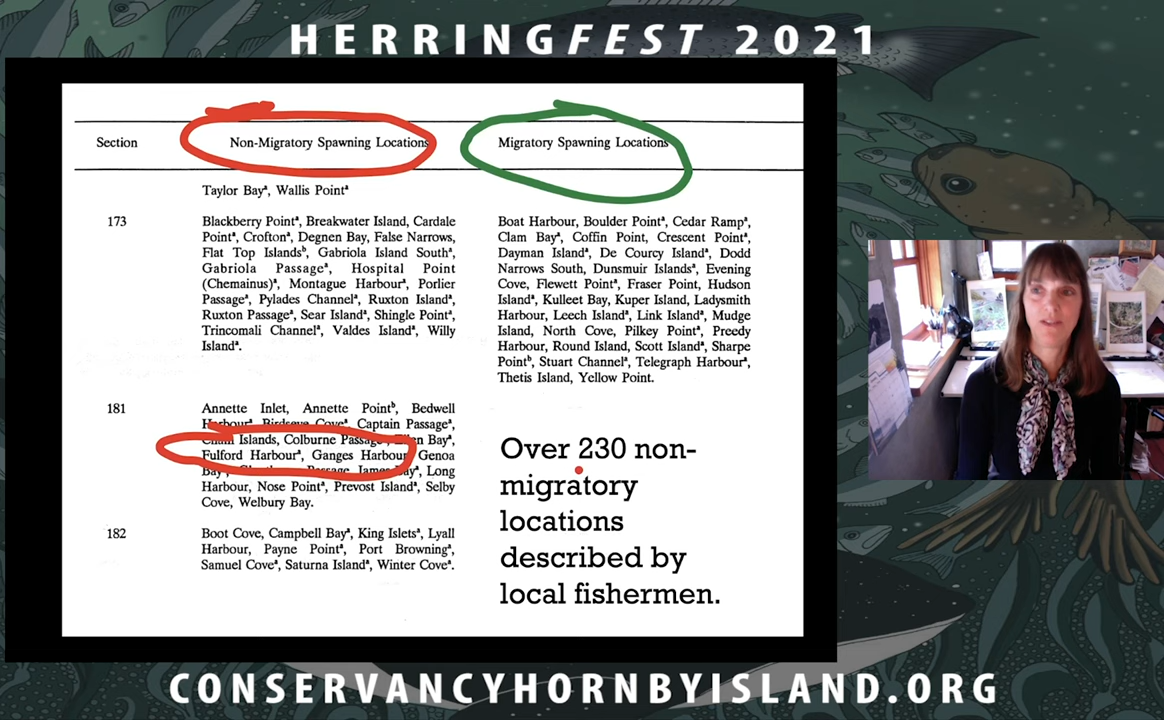 HERRINGFEST 2021
Section Non-Migratory Spawning Locations Migratory Spawning Locations
Taylor Bayᵃ, Wallis Pointᵃ
173
Blackberry Pointᵃ, Breakwater Island, Cardale
Pointᵃ, Croftonᵃ, Degnen Bay, False Narrows,
Flat Top Islandsᵇ, Gabriola Island Southᵃ,
Gabriola Passageᵃ, Hospital Point
(Chemainus)ᵃ, Montague Harbourᵃ, Porlier
Passageᵃ, Pylades Channelᵃ, Ruxton Islandᵃ,
Ruxton Passageᵃ, Sear Islandᵃ, Shingle Pointᵃ,
Trincomali Channelᵃ, Valdes Islandᵃ, Willy
Islandᵃ.
Boat Harbour, Boulder Pointᵃ, Cedar Rampᵃ,
Clam Bayᵃ, Coffin Point, Crescent Pointᵃ,
Dayman Islandᵃ, De Courcy Islandᵃ, Dodd
Narrows South, Dunsmuir Islandsᵃ, Evening
Cove, Flewett Pointᵃ, Fraser Point, Hudson
Islandᵃ, Kulleet Bay, Kuper Island, Ladysmith
Harbour, Leech Islandᵃ, Link Islandᵃ, Mudge
Island, North Cove, Pilkey Pointᵃ, Preedy
Harbour, Round Island, Scott Islandᵃ, Sharpe
Pointᵇ, Stuart Channelᵃ, Telegraph Harbourᵃ,
Thetis Island, Yellow Point.
181
Annette Inlet, Annette Pointᵇ, Bedwell
Harbourᵃ, Birdseye Coveᵃ, Captain Passageᵃ,
Islands, Colburne Passageᵃ, Bayᵃ,
Fulford Harbourᵃ, Ganges Harbour, Genoa
Passage, James Bayᵃ, Long
Harbour, Nose Pointᵃ, Prevost Islandᵃ, Selby
Cove, Welbury Bay.
182
Boot Cove, Campbell Bayᵃ, King Isletsᵃ, Lyall
Harbour, Payne Pointᵃ, Port Browningᵃ,
Samuel Coveᵃ, Saturna Islandᵃ, Winter Coveᵃ.
Over 230 non-
migratory
locations
described by
local fishermen.
CONSERVANCYHORNBYISLAND.ORG